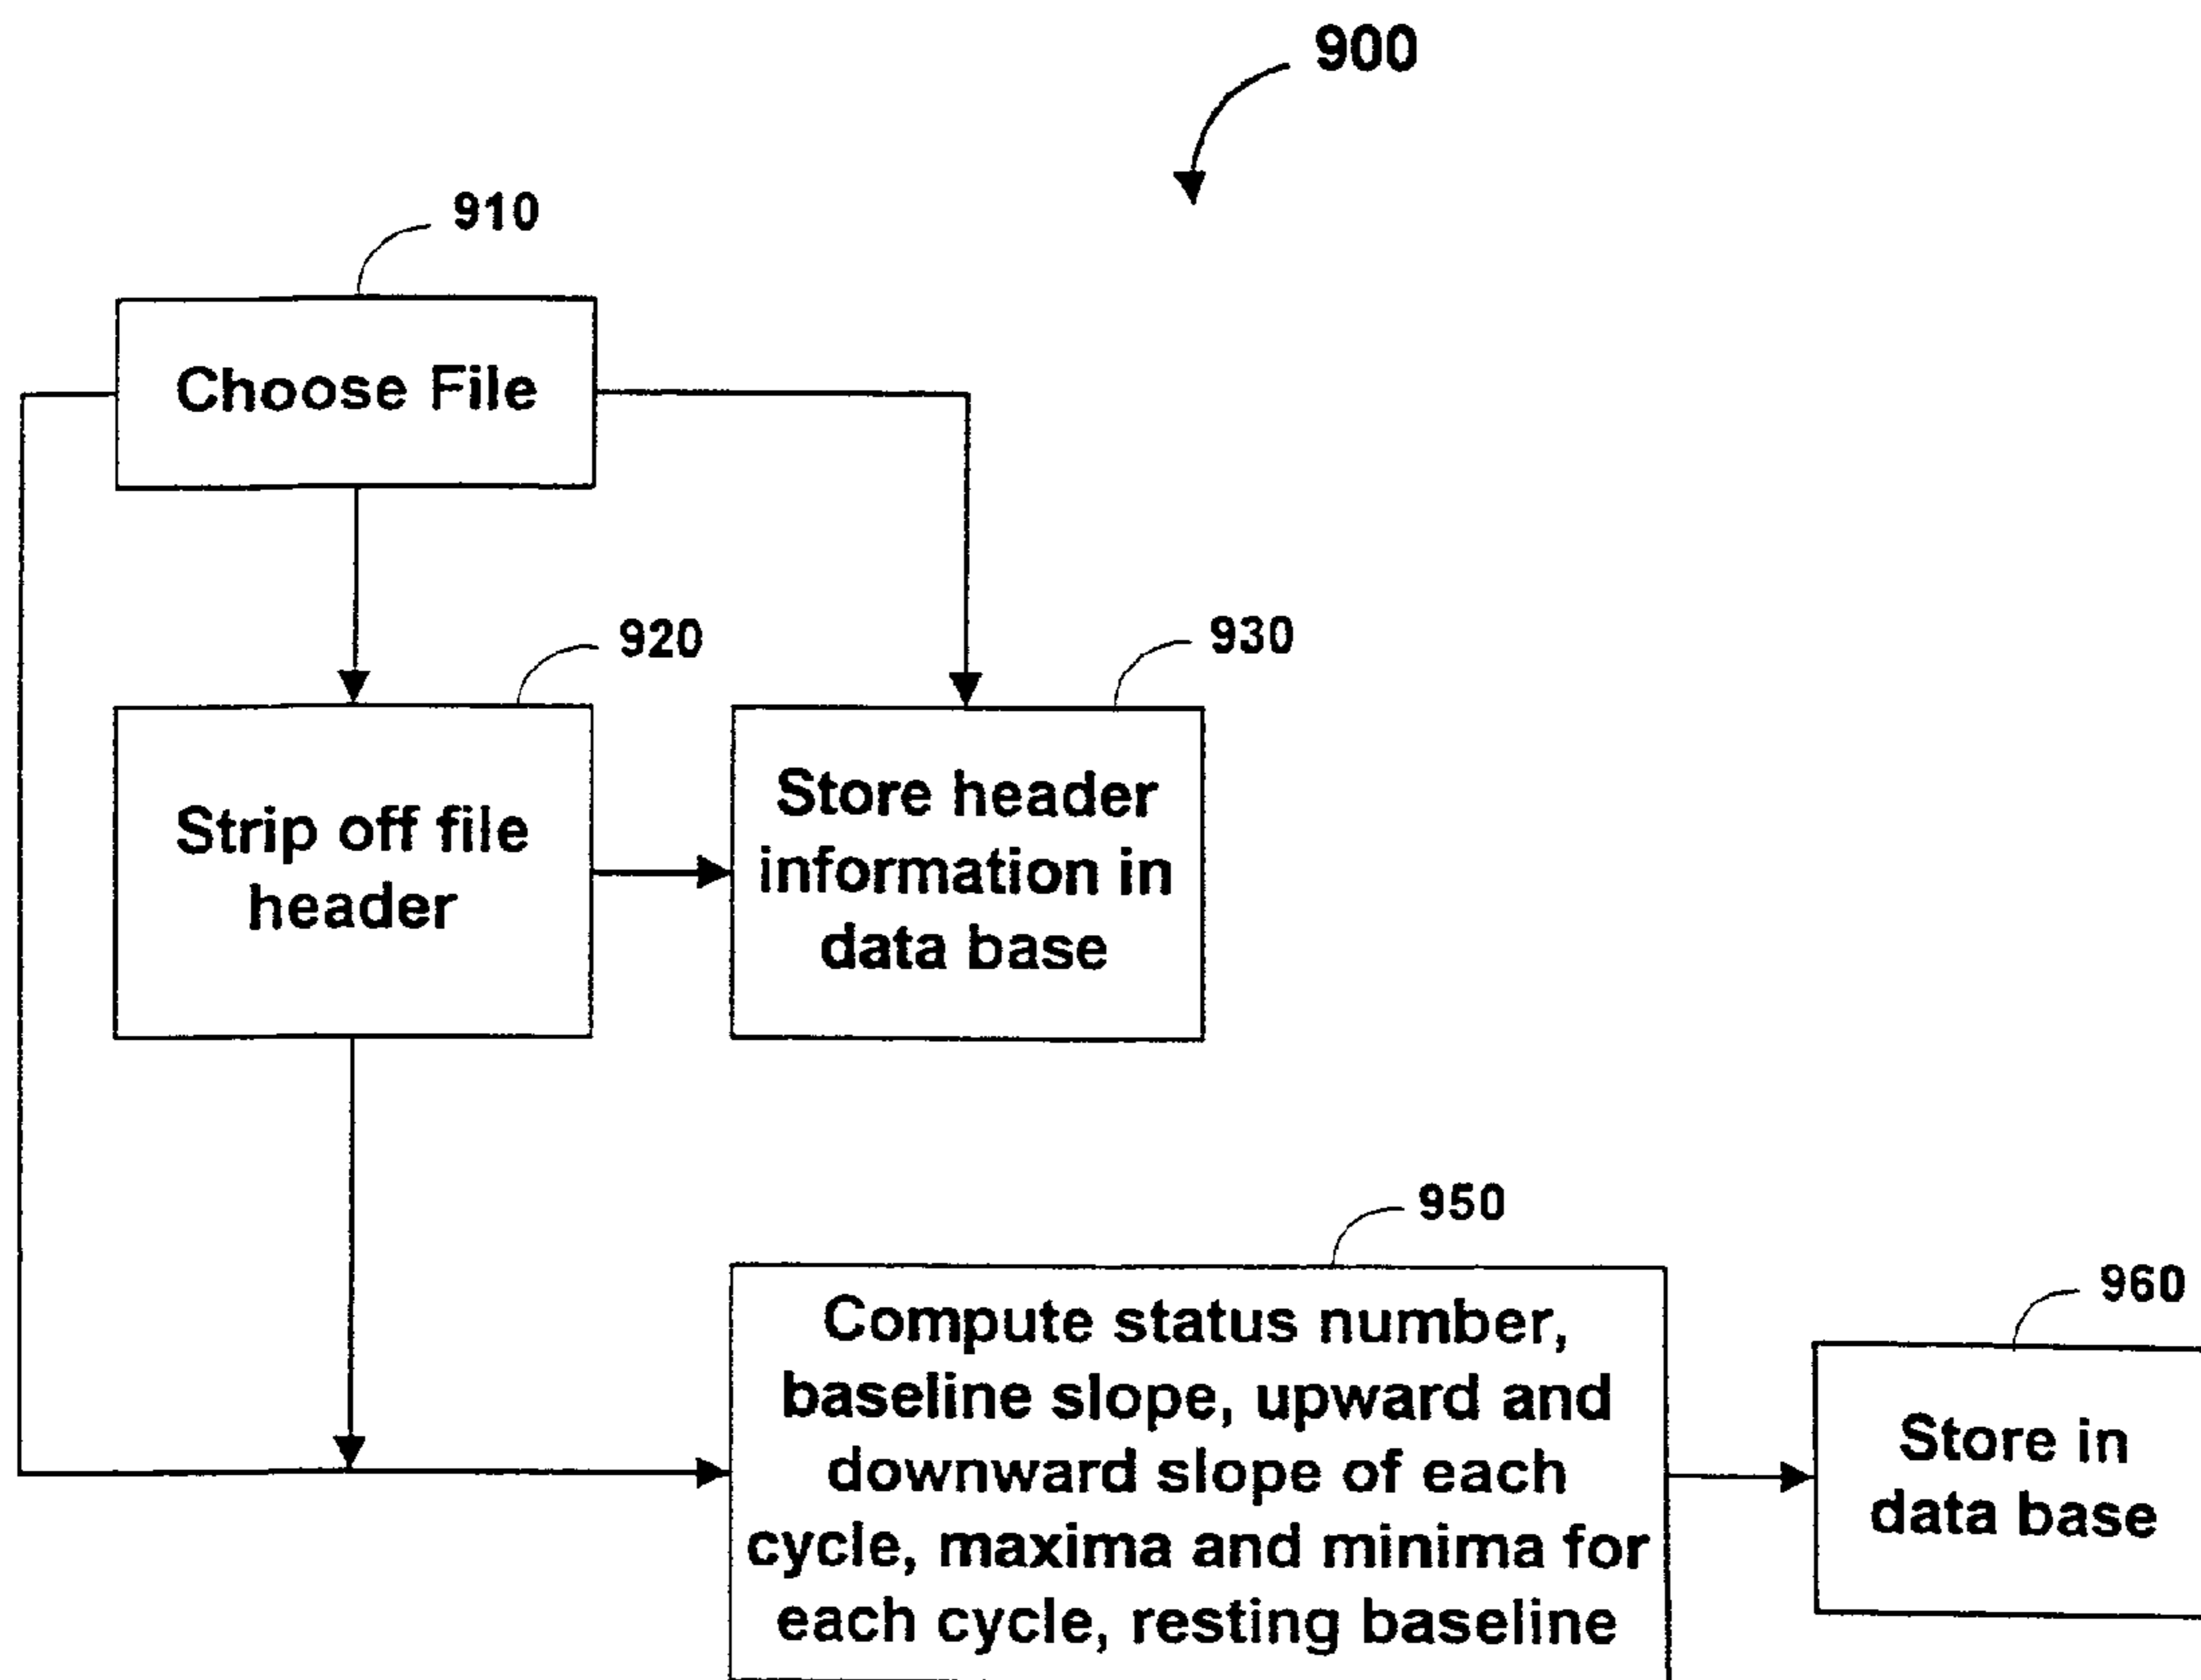 900
910
Choose File
920
930
Strip off file
header
Store header
information in
data base
950
960
Compute status number,
baseline slope, upward and
downward slope of each
cycle, maxima and minima for
each cycle, resting baseline
Store in
data base